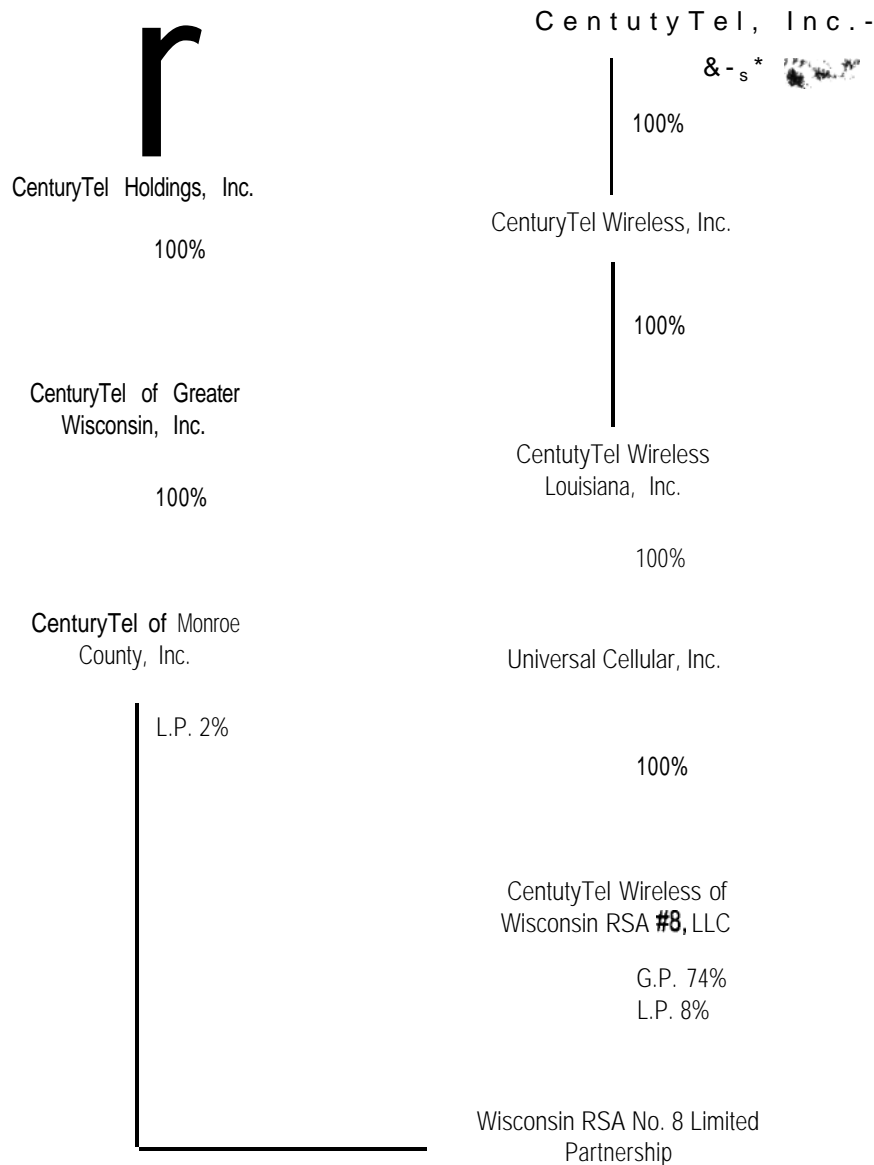 CentutyTel, Inc.-
100%
CenturyTel Holdings, Inc.
CenturyTel Wireless, Inc.
100%
100%
CenturyTel of Greater
Wisconsin, Inc.
CentutyTel Wireless
Louisiana, Inc.
100%
100%
CenturyTel of Monroe
County, Inc.
Universal Cellular, Inc.
L.P. 2%
100%
CentutyTel Wireless of
Wisconsin RSA #8, LLC
G.P. 74%
L.P. 8%
Wisconsin RSA No. 8 Limited
Partnership